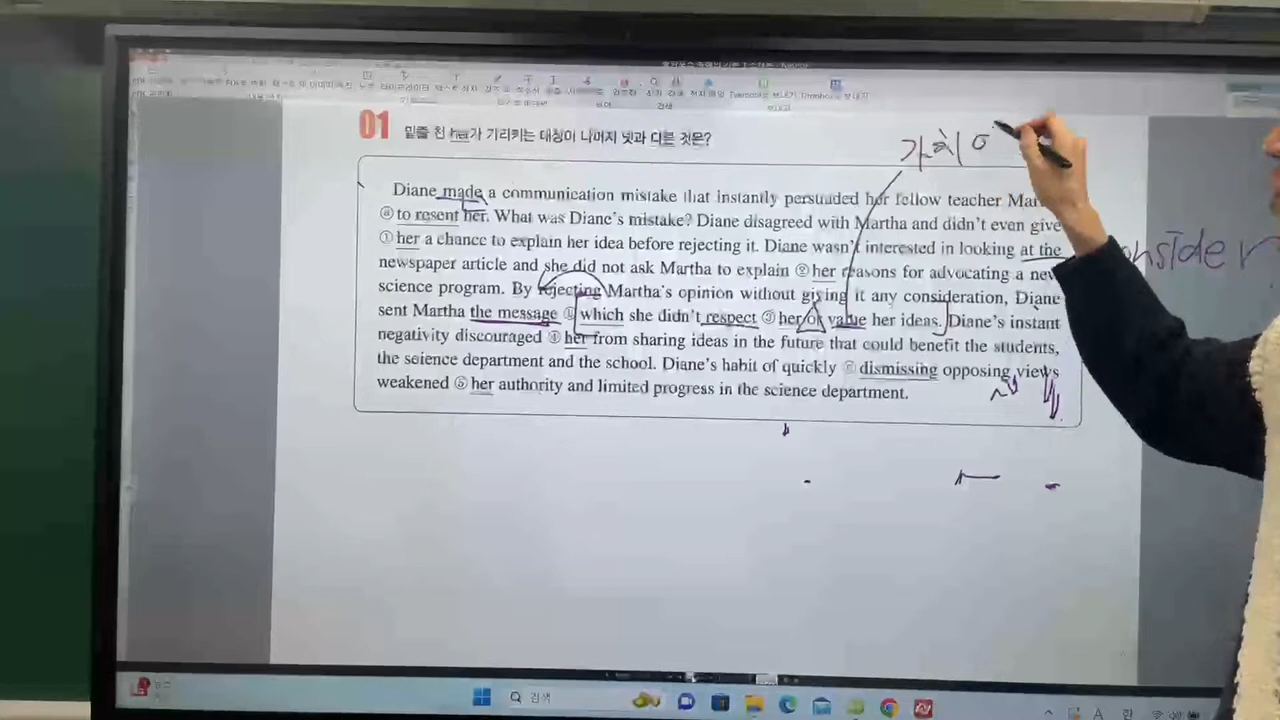 01 밑줄 친 her가 가리키는 대상이 나머지 넷과 다른 것은?
가치 o
Diane made a communication mistake that instantly persuaded her fellow teacher
ⓐ to resent her. What was Diane's mistake? Diane disagreed with Martha and didn't even give
① her a chance to explain her idea before rejecting it. Diane wasn't interested in looking at the
newspaper article and she did not ask Martha to explain ② her reasons for advocating a new
science program. By rejecting Martha's opinion without giving it any consideration, Diane
sent Martha the message ⓑ which she didn't respect ③ her or value her ideas. Diane's instant
negativity discouraged ④ her from sharing ideas in the future that could benefit the students,
the science department and the school. Diane's habit of quickly ⓒ dismissing opposing views
weakened ⑤ her authority and limited progress in the science department.
onsider
검색